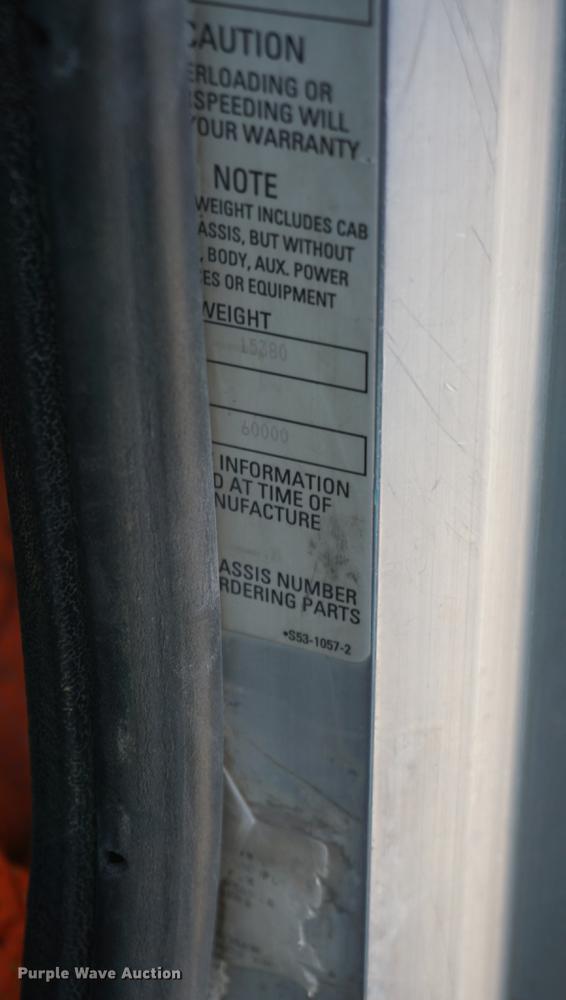 CAUTION
ERLOADING OR
SPEEDING WILL
YOUR WARRANTY
NOTE
WEIGHT INCLUDES CAB
ASSIS, BUT WITHOUT
, BODY, AUX. POWER
ES OR EQUIPMENT
WEIGHT
15380
60000
INFORMATION
D AT TIME OF
NUFACTURE
ASSIS NUMBER
RDERING PARTS
*S53-1057-2
Purple Wave Auction